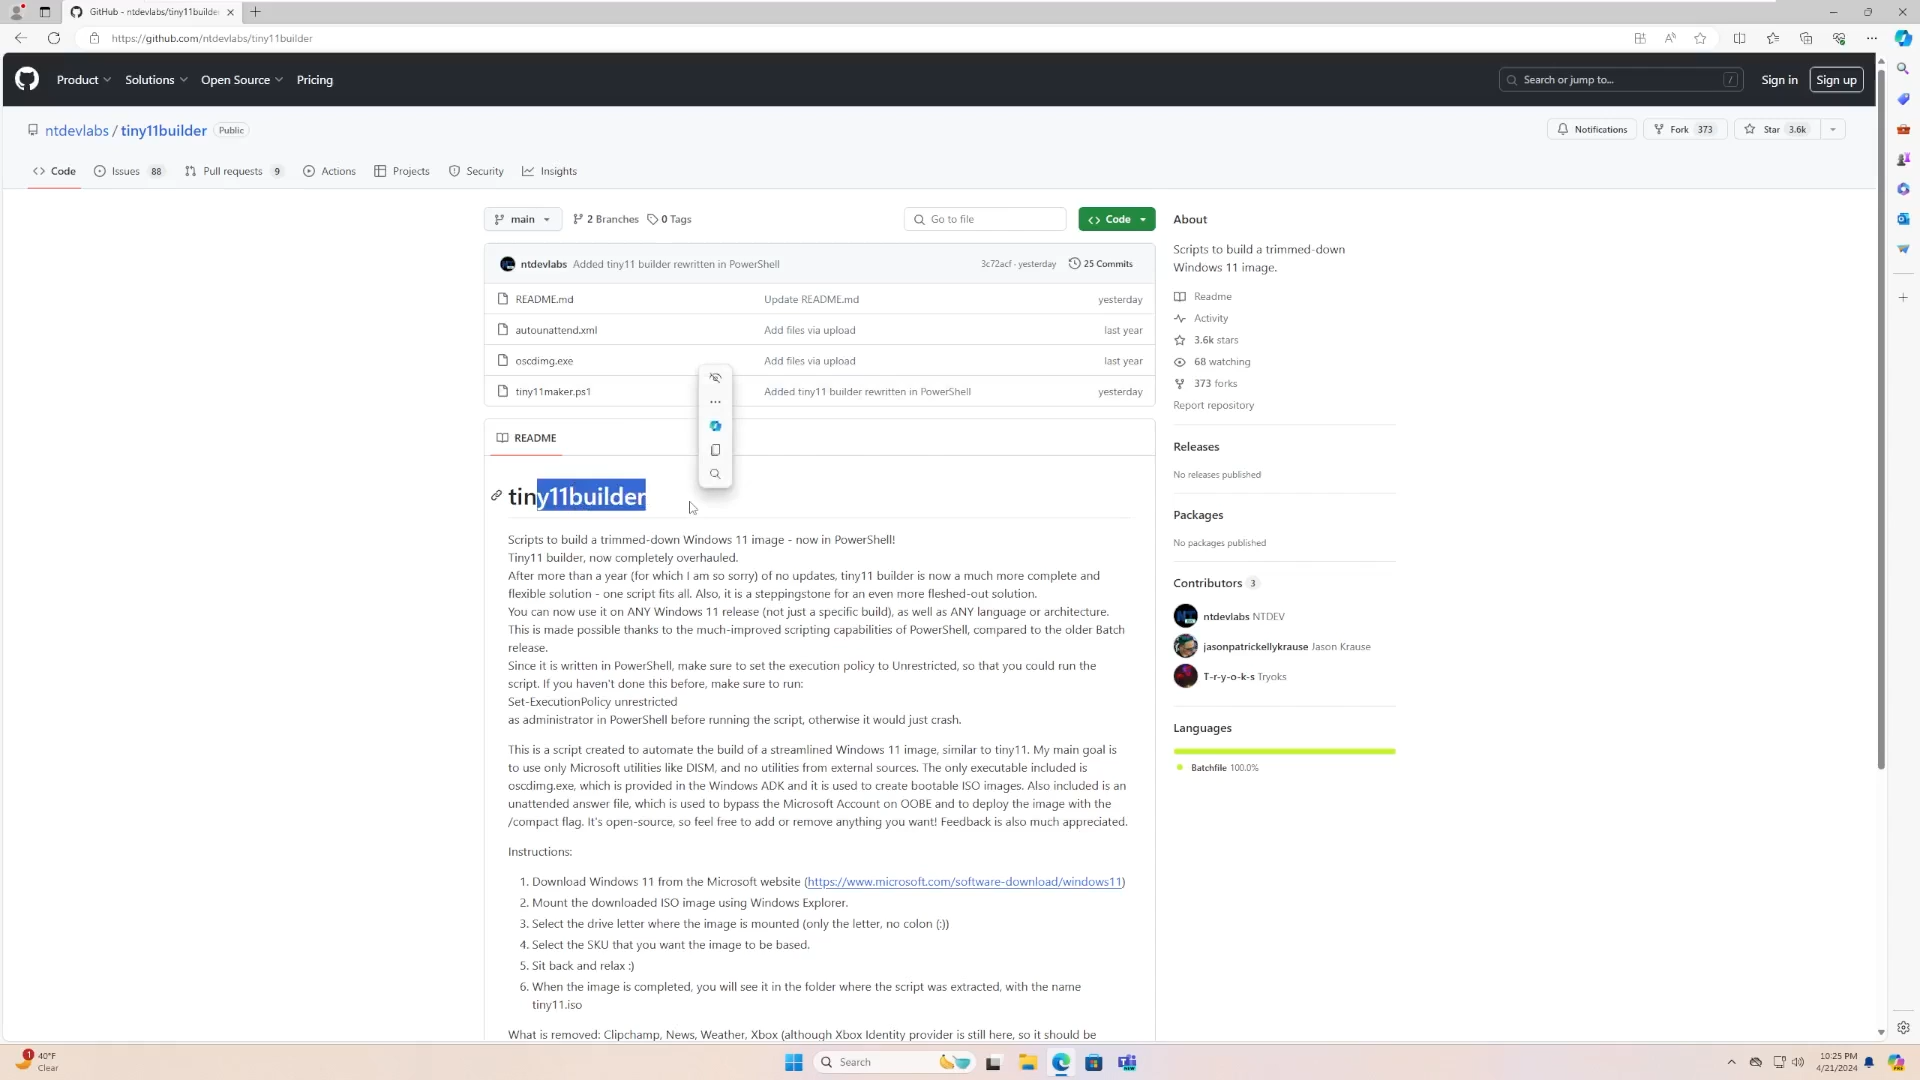 GitHub - ntdevlabs/tiny11builder
https://github.com/ntdevlabs/tiny11builder
Product
Solutions
Open Source
Pricing
Search or jump to...
/
Sign in
Sign up
ntdevlabs / tiny11builder
Public
Notifications
Fork 373
Star 3.6k
Code
Issues 88
Pull requests 9
Actions
Projects
Security
Insights
main
2 Branches
0 Tags
Go to file
Code
ntdevlabs Added tiny11 builder rewritten in PowerShell
3c72acf · yesterday
25 Commits
README.md Update README.md yesterday
autounattend.xml Add files via upload last year
oscdimg.exe Add files via upload last year
tiny11maker.ps1 Added tiny11 builder rewritten in PowerShell yesterday
README
tiny11builder
Scripts to build a trimmed-down Windows 11 image - now in PowerShell!
Tiny11 builder, now completely overhauled.
After more than a year (for which I am so sorry) of no updates, tiny11 builder is now a much more complete and
flexible solution - one script fits all. Also, it is a steppingstone for an even more fleshed-out solution.
You can now use it on ANY Windows 11 release (not just a specific build), as well as ANY language or architecture.
This is made possible thanks to the much-improved scripting capabilities of PowerShell, compared to the older Batch
release.
Since it is written in PowerShell, make sure to set the execution policy to Unrestricted, so that you could run the
script. If you haven't done this before, make sure to run:
Set-ExecutionPolicy unrestricted
as administrator in PowerShell before running the script, otherwise it would just crash.
This is a script created to automate the build of a streamlined Windows 11 image, similar to tiny11. My main goal is
to use only Microsoft utilities like DISM, and no utilities from external sources. The only executable included is
oscdimg.exe, which is provided in the Windows ADK and it is used to create bootable ISO images. Also included is an
unattended answer file, which is used to bypass the Microsoft Account on OOBE and to deploy the image with the
/compact flag. It's open-source, so feel free to add or remove anything you want! Feedback is also much appreciated.
Instructions:
1. Download Windows 11 from the Microsoft website (https://www.microsoft.com/software-download/windows11)
2. Mount the downloaded ISO image using Windows Explorer.
3. Select the drive letter where the image is mounted (only the letter, no colon (:))
4. Select the SKU that you want the image to be based.
5. Sit back and relax :)
6. When the image is completed, you will see it in the folder where the script was extracted, with the name
tiny11.iso
What is removed: Clipchamp, News, Weather, Xbox (although Xbox Identity provider is still here, so it should be
About
Scripts to build a trimmed-down
Windows 11 image.
Readme
Activity
3.6k stars
68 watching
373 forks
Report repository
Releases
No releases published
Packages
No packages published
Contributors 3
ntdevlabs NTDEV
jasonpatrickellykrause Jason Krause
T-r-y-o-k-s Tryoks
Languages
Batchfile 100.0%
1
40°F
Clear
Search
10:25 PM
4/21/2024